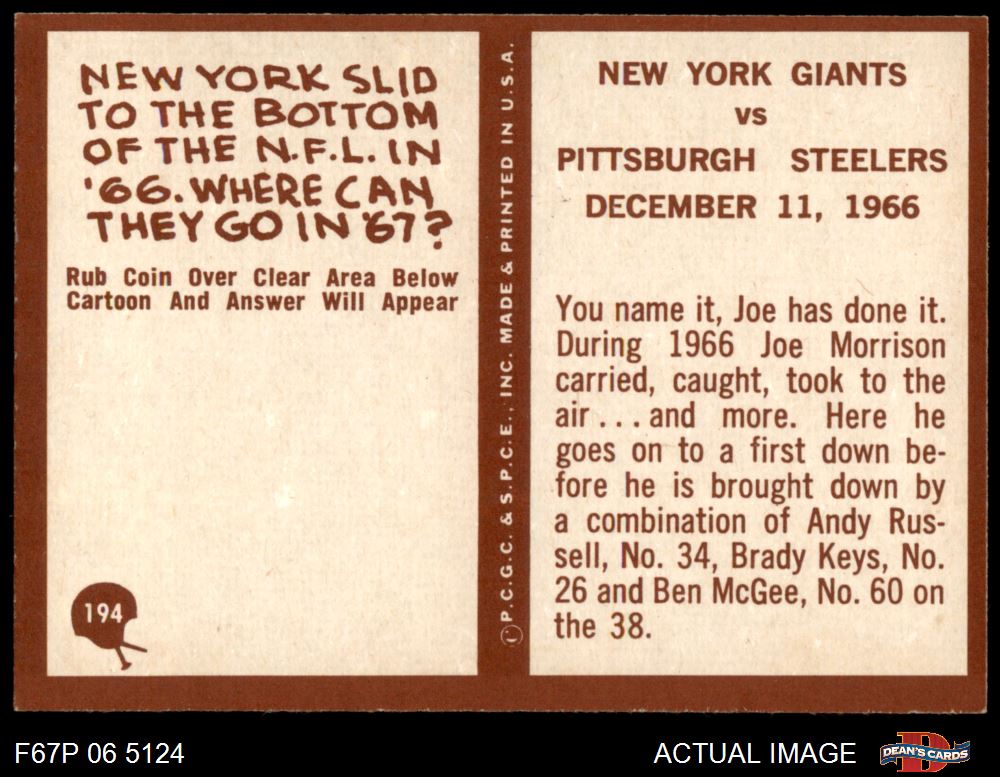 NEW YORK SLID
TO THE BOTTOM
OF THE N.F.L. IN
'66. WHERE CAN
THEY GO IN '67?
Rub Coin Over Clear Area Below
Cartoon And Answer Will Appear
194
©P.C.G.C. & S.P.C.E., INC. MADE & PRINTED IN U.S.A.
NEW YORK GIANTS
VS
PITTSBURGH STEELERS
DECEMBER 11, 1966
You name it, Joe has done it.
During 1966 Joe Morrison
carried, caught, took to the
air . . . and more. Here he
goes on to a first down be-
fore he is brought down by
a combination of Andy Rus-
sell, No. 34, Brady Keys, No.
26 and Ben McGee, No. 60 on
the 38.
F67P 06 5124
ACTUAL IMAGE
D
DEAN'S CARDS